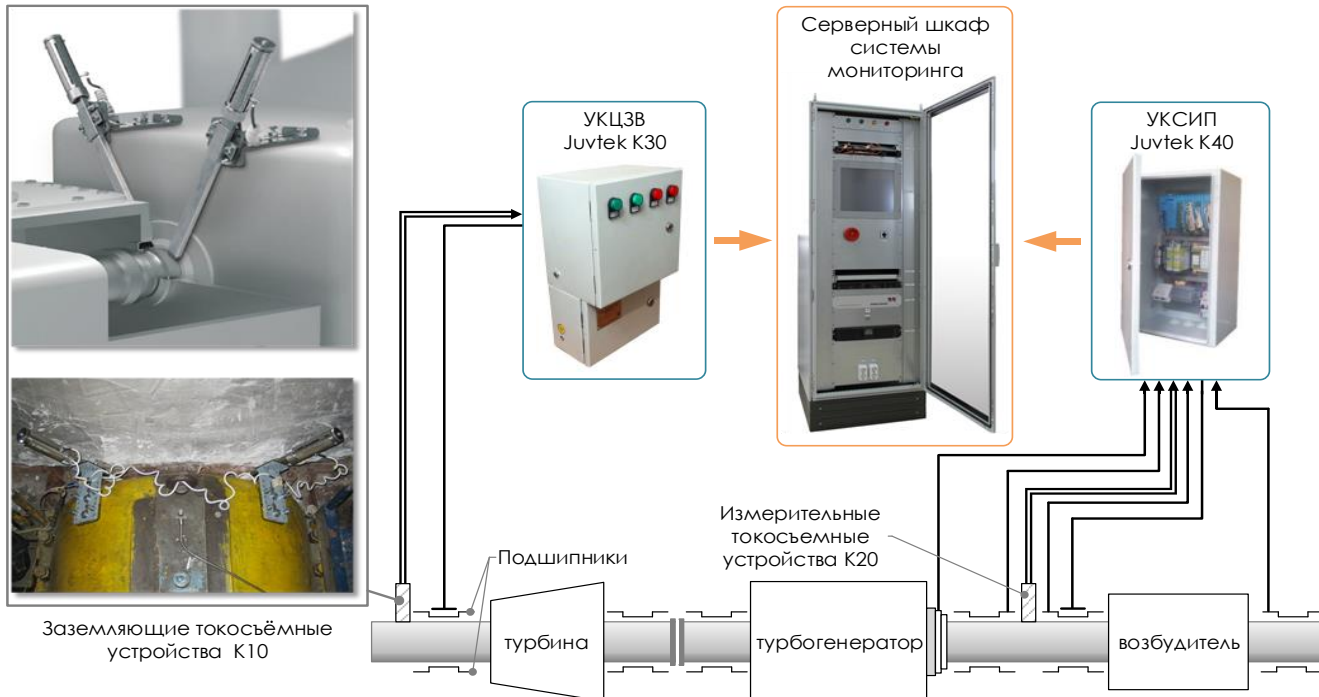 Серверный шкаф
системы
мониторинга
УКЦЗВ
Juvtek K30
УКСИП
Juvtek K40
Измерительные
токосъемные
устройства К20
Подшипники
Заземляющие токосъёмные
устройства К10
турбина
турбогенератор
возбудитель